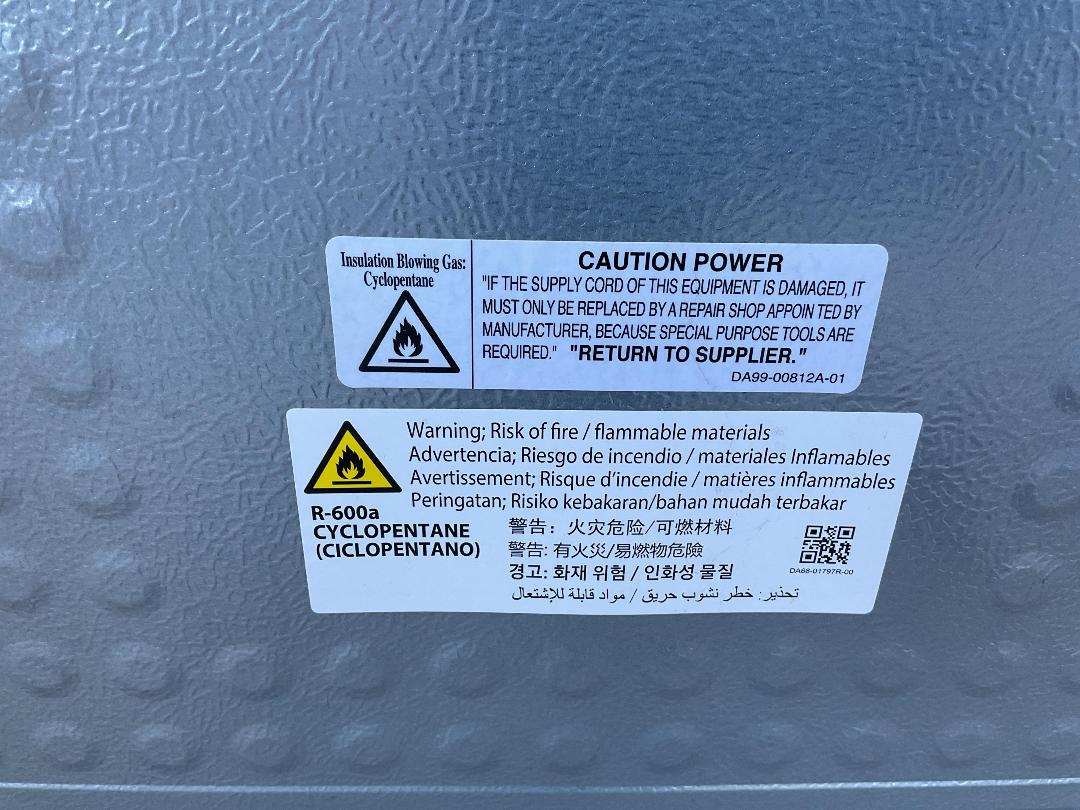 Insulation Blowing Gas:
Cyclopentane
CAUTION POWER
"IF THE SUPPLY CORD OF THIS EQUIPMENT IS DAMAGED, IT
MUST ONLY BE REPLACED BY A REPAIR SHOP APPOIN TED BY
MANUFACTURER, BECAUSE SPECIAL PURPOSE TOOLS ARE
REQUIRED." "RETURN TO SUPPLIER."
DA99-00812A-01
Warning; Risk of fire / flammable materials
Advertencia; Riesgo de incendio / materiales Inflamables
Avertissement; Risque d'incendie / matières inflammables
Peringatan; Risiko kebakaran/bahan mudah terbakar
R-600a
CYCLOPENTANE
(CICLOPENTANO)
警告：火灾危险/可燃材料
警告: 有火災/易燃物危險
경고: 화재 위험 / 인화성 물질
تحذير: خطر نشوب حريق / مواد قابلة للإشتعال
DA68-01797R-00